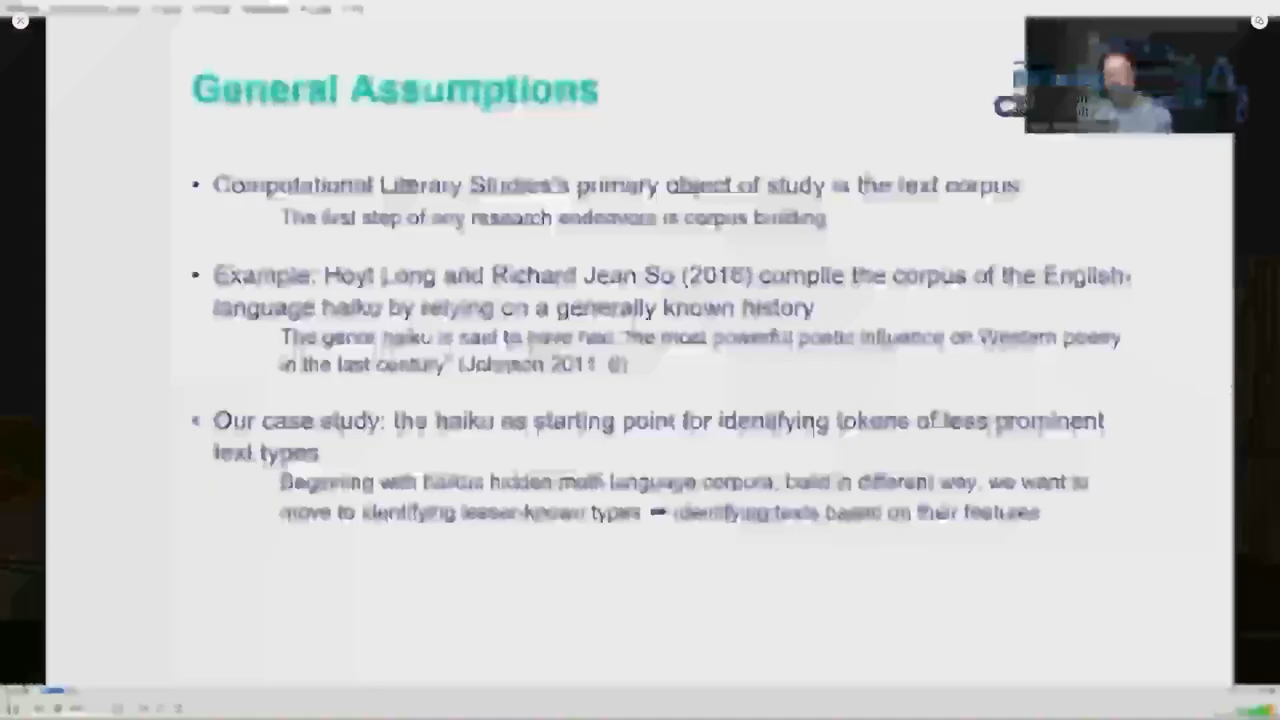 General Assumptions
• Computational Literary Studies's primary object of study is the text corpus
The first step of any research endeavors is corpus building
• Example: Hoyt Long and Richard Jean So (2016) compile the corpus of the English-
language haiku by relying on a generally known history
The genre haiku is said to have had "the most powerful poetic influence on Western poetry
in the last century" (Johnson 2011,
• Our case study: the haiku as starting point for identifying tokens of less prominent
text types
Beginning with haikus hidden multi-language corpora, build in different way, we want to
move to identifying lesser-known types identifying texts based on their features